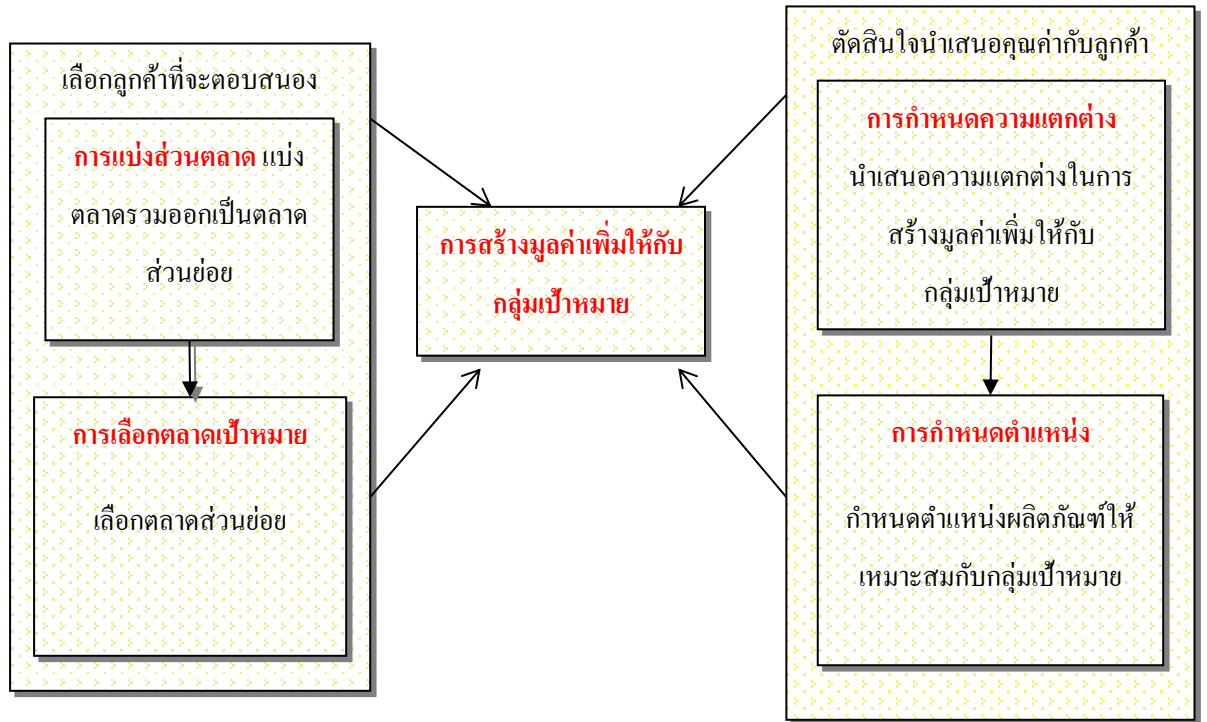 เลือกลูกค้าที่จะตอบสนอง
การแบ่งส่วนตลาด แบ่ง
ตลาดรวมออกเป็นตลาด
ส่วนย่อย
การเลือกตลาดเป้าหมาย
เลือกตลาดส่วนย่อย
การสร้างมูลค่าเพิ่มให้กับ
กลุ่มเป้าหมาย
ตัดสินใจนำเสนอคุณค่ากับลูกค้า
การกำหนดความแตกต่าง
นำเสนอความแตกต่างในการ
สร้างมูลค่าเพิ่มให้กับ
กลุ่มเป้าหมาย
การกำหนดตำแหน่ง
กำหนดตำแหน่งผลิตภัณฑ์ให้
เหมาะสมกับกลุ่มเป้าหมาย